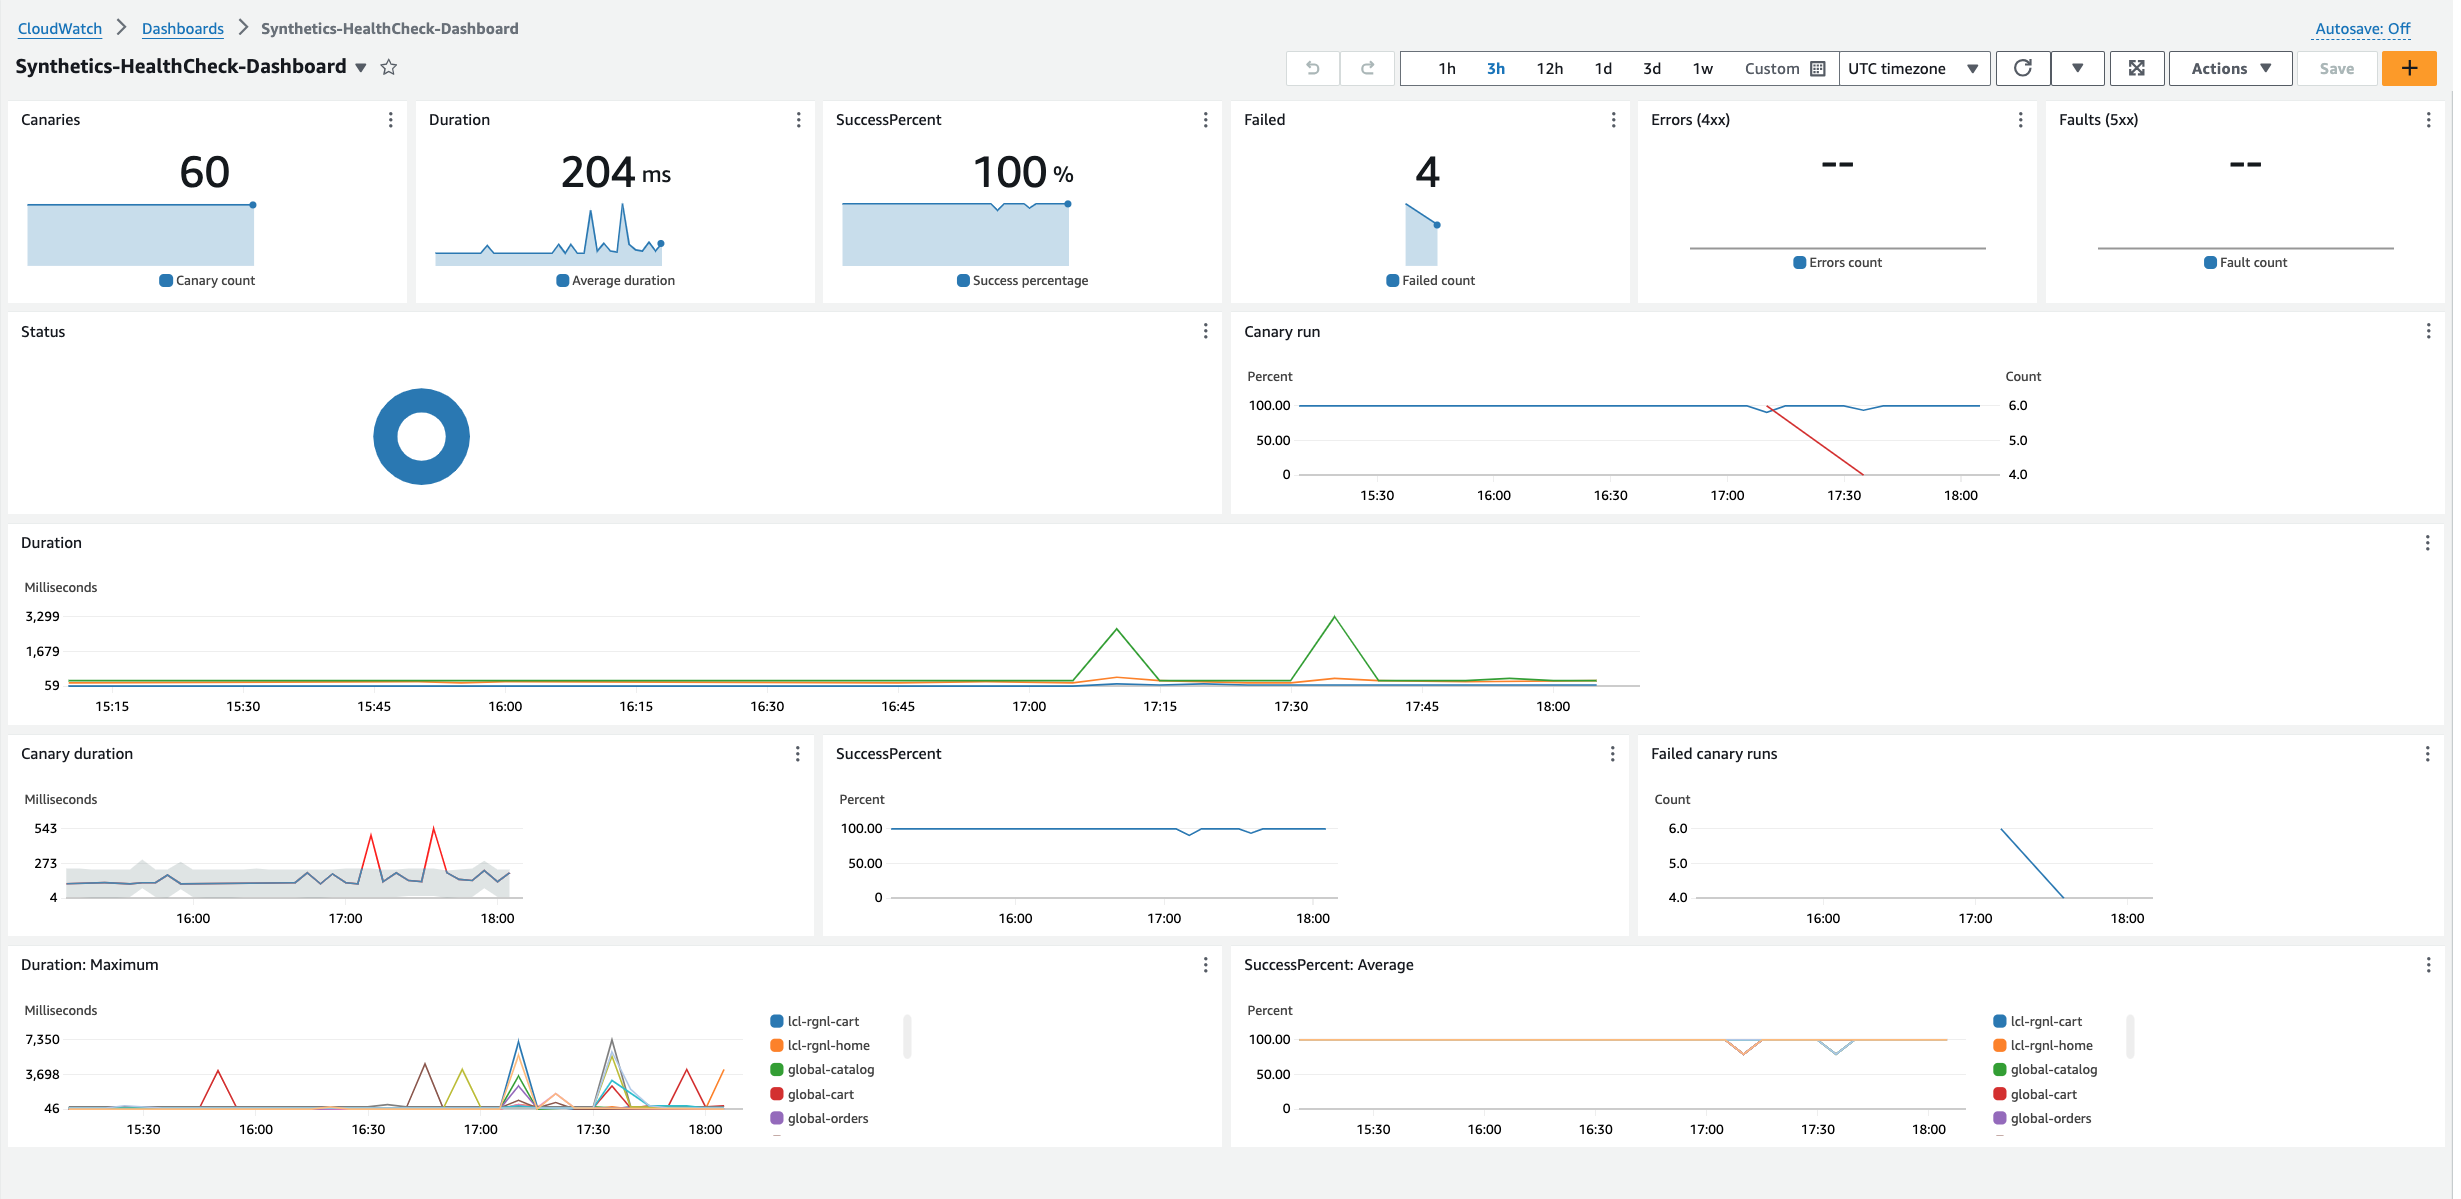 CloudWatch > Dashboards > Synthetics-HealthCheck-Dashboard
Autosave: Off
Synthetics-HealthCheck-Dashboard
1h 3h 12h 1d 3d 1w Custom UTC timezone Actions Save +
Canaries
60
Canary count
Duration
204 ms
Average duration
SuccessPercent
100 %
Success percentage
Failed
4
Failed count
Errors (4xx)
--
Errors count
Faults (5xx)
--
Fault count
Status
Canary run
Percent Count
100.00 6.0
50.00 5.0
0 4.0
15:30 16:00 16:30 17:00 17:30 18:00
Duration
Milliseconds
3,299
1,679
59
15:15 15:30 15:45 16:00 16:15 16:30 16:45 17:00 17:15 17:30 17:45 18:00
Canary duration
Milliseconds
543
273
4
16:00 17:00 18:00
SuccessPercent
Percent
100.00
50.00
0
16:00 17:00 18:00
Failed canary runs
Count
6.0
5.0
4.0
16:00 17:00 18:00
Duration: Maximum
Milliseconds
7,350
3,698
46
15:30 16:00 16:30 17:00 17:30 18:00
lcl-rgnl-cart
lcl-rgnl-home
global-catalog
global-cart
global-orders
SuccessPercent: Average
Percent
100.00
50.00
0
15:30 16:00 16:30 17:00 17:30 18:00
lcl-rgnl-cart
lcl-rgnl-home
global-catalog
global-cart
global-orders